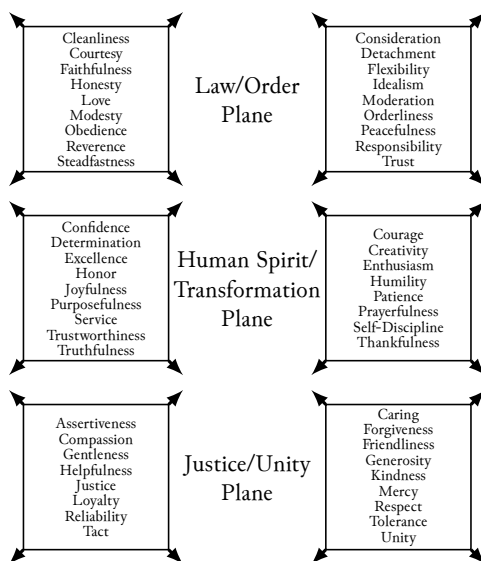 Cleanliness
Courtesy
Faithfulness
Honesty
Love
Modesty
Obedience
Reverence
Steadfastness
Law/Order
Plane
Consideration
Detachment
Flexibility
Idealism
Moderation
Orderliness
Peacefulness
Responsibility
Trust
Confidence
Determination
Excellence
Honor
Joyfulness
Purposefulness
Service
Trustworthiness
Truthfulness
Human Spirit/
Transformation
Plane
Courage
Creativity
Enthusiasm
Humility
Patience
Prayerfulness
Self-Discipline
Thankfulness
Assertiveness
Compassion
Gentleness
Helpfulness
Justice
Loyalty
Reliability
Tact
Justice/Unity
Plane
Caring
Forgiveness
Friendliness
Generosity
Kindness
Mercy
Respect
Tolerance
Unity